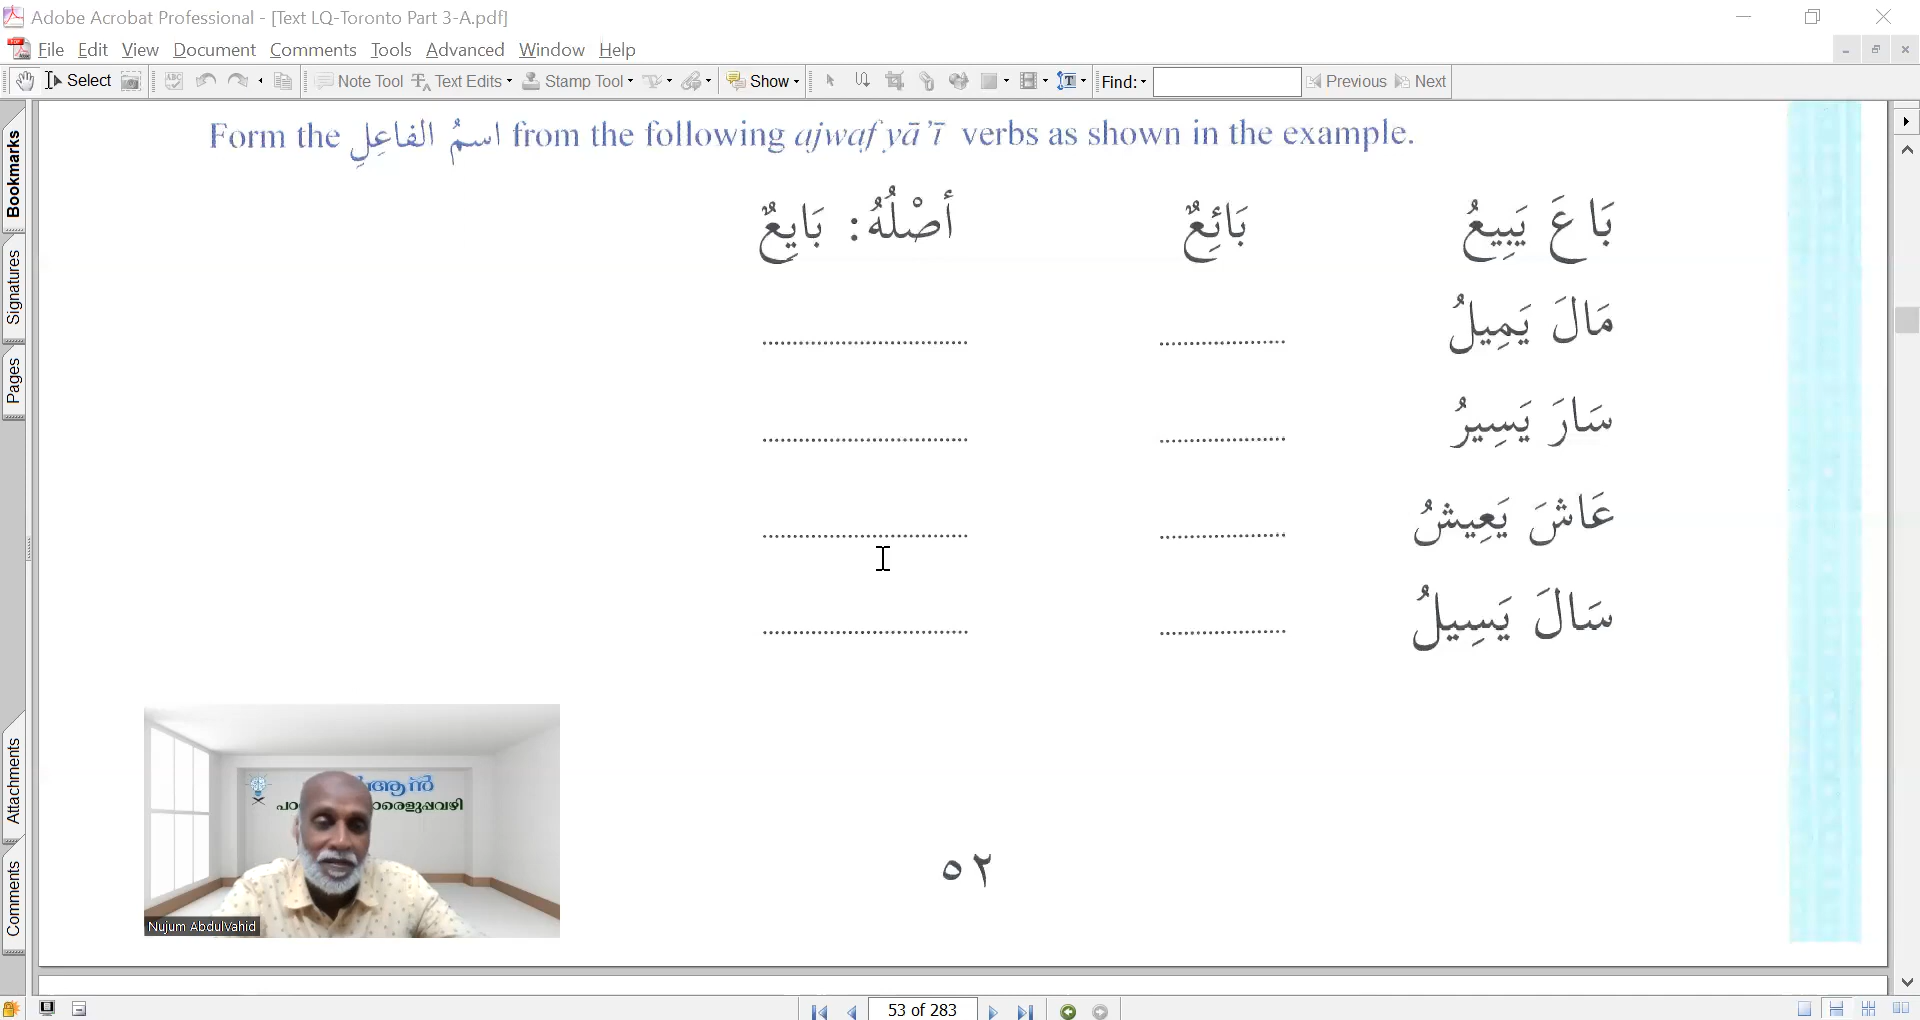 Adobe Acrobat Professional - [Text LQ-Toronto Part 3-A.pdf]
File Edit View Document Comments Tools Advanced Window Help
Select Note Tool Text Edits Stamp Tool Show Find: Previous Next
Bookmarks
Signatures
Pages
Attachments
Comments
Form the اسمُ الفاعِلِ from the following ajwaf yā’ī verbs as shown in the example.
بَاعَ يَبِيعُ بَائِعٌ أصْلُهُ: بَايِعٌ
مَالَ يَمِيلُ ........................ ........................
سَارَ يَسِيرُ ........................ ........................
عَاشَ يَعِيشُ ........................ ........................
سَالَ يَسِيلُ ........................ ........................
Nujum AbdulVahid
٥٢
53 of 283